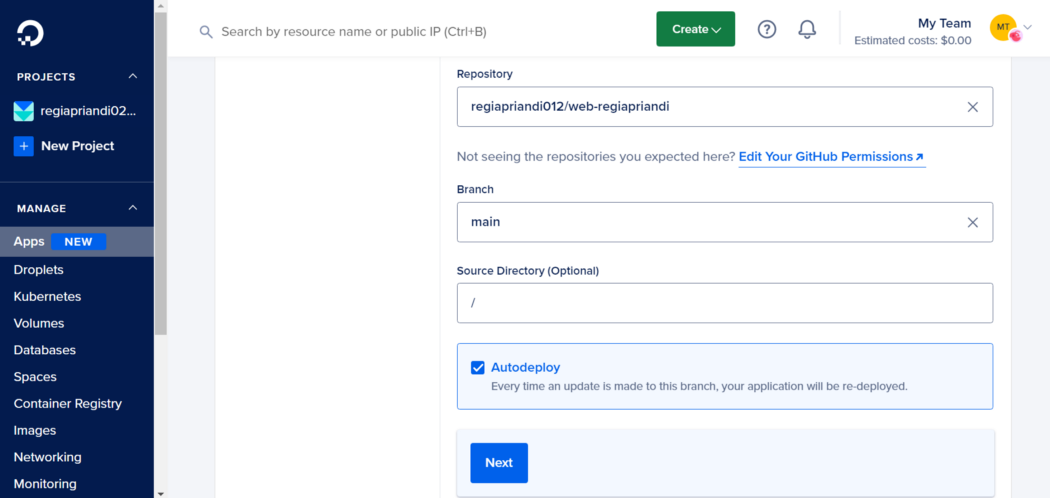 Search by resource name or public IP (Ctrl+B)
Create
?
My Team
Estimated costs: $0.00
MT
PROJECTS
regiapriandi02...
+ New Project
MANAGE
Apps NEW
Droplets
Kubernetes
Volumes
Databases
Spaces
Container Registry
Images
Networking
Monitoring
Repository
regiapriandi012/web-regiapriandi
Not seeing the repositories you expected here? Edit Your GitHub Permissions
Branch
main
Source Directory (Optional)
/
Autodeploy
Every time an update is made to this branch, your application will be re-deployed.
Next